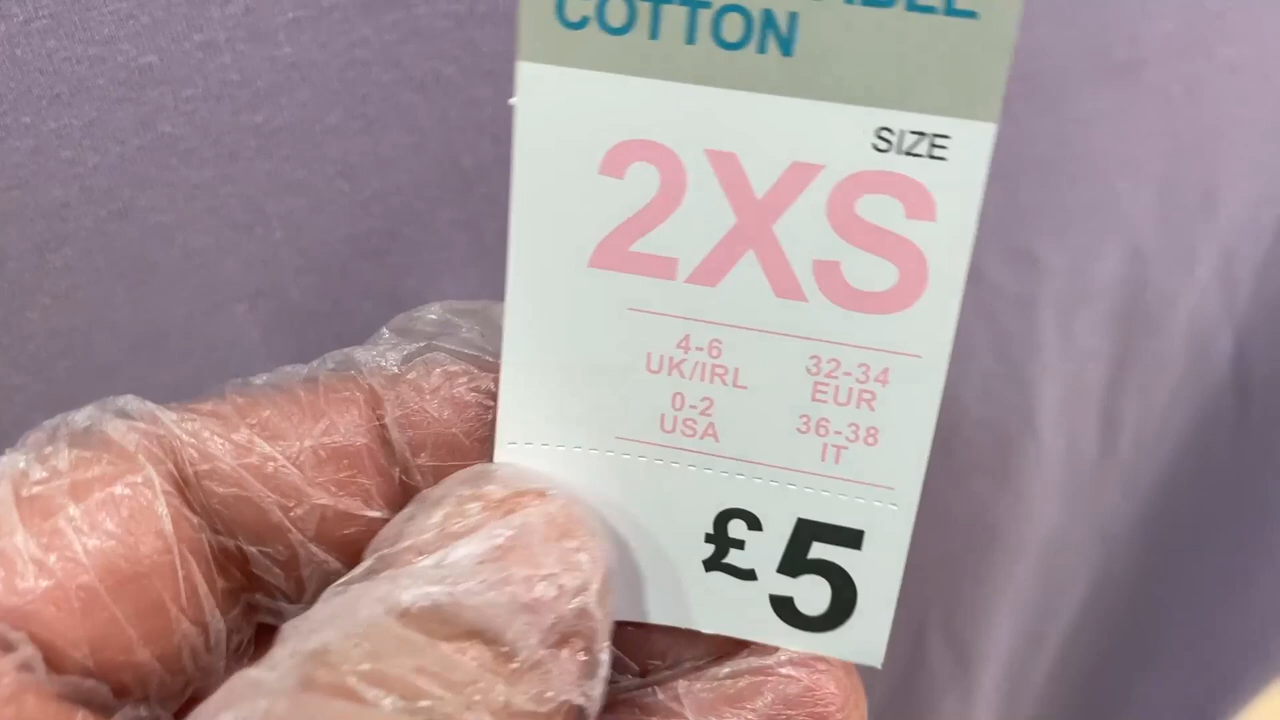 COTTON
SIZE
2XS
4-6
UK/IRL
0-2
USA
32-34
EUR
36-38
IT
£5